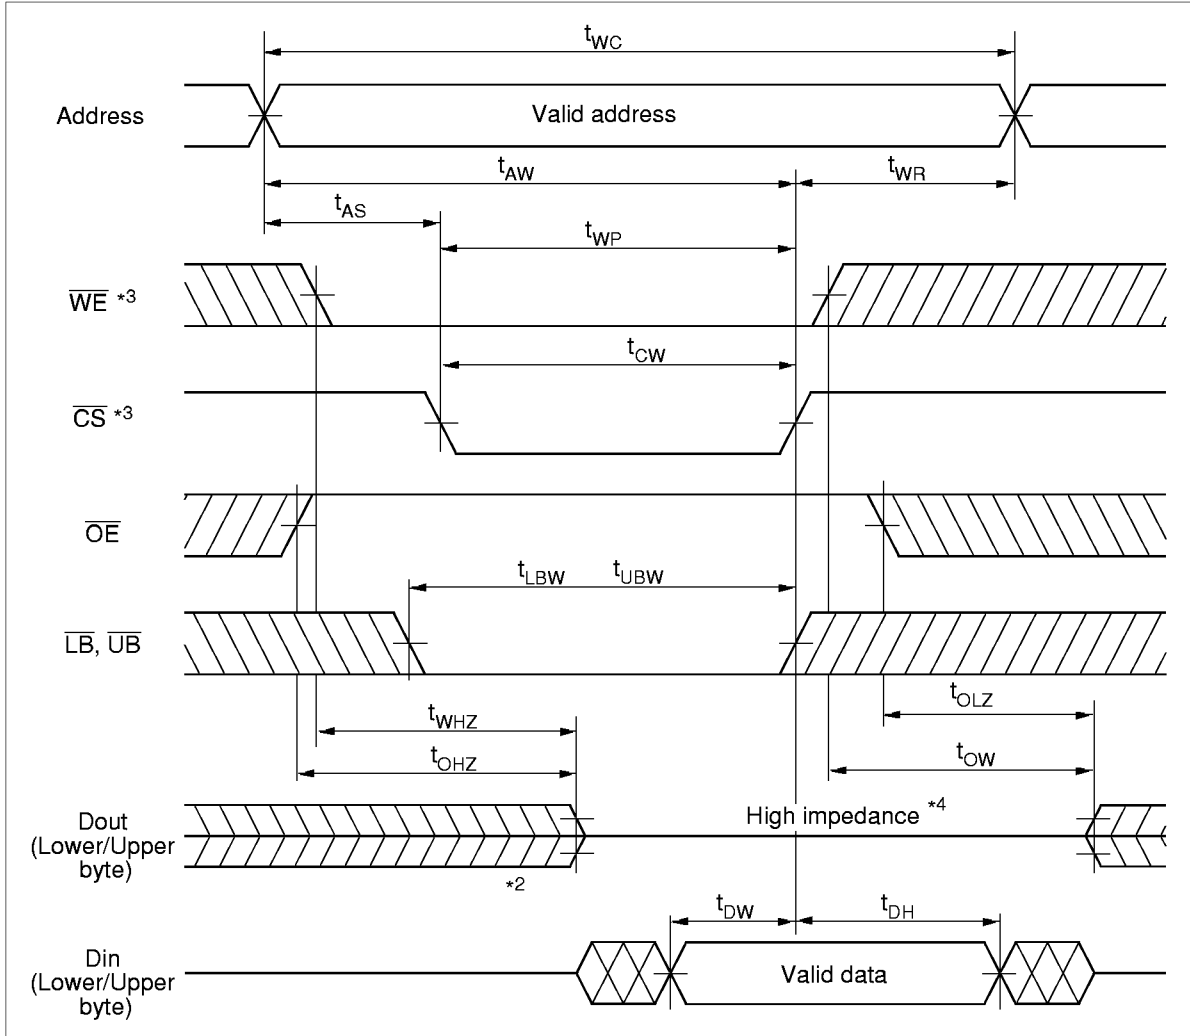 tWC
Address
Valid address
tAW
tWR
tAS
tWP
WE *3
tCW
CS *3
OE
tLBW tUBW
LB, UB
tOLZ
tWHZ
tOW
tOHZ
High impedance *4
Dout
(Lower/Upper
byte)
*2
tDW
tDH
Din
(Lower/Upper
byte)
Valid data